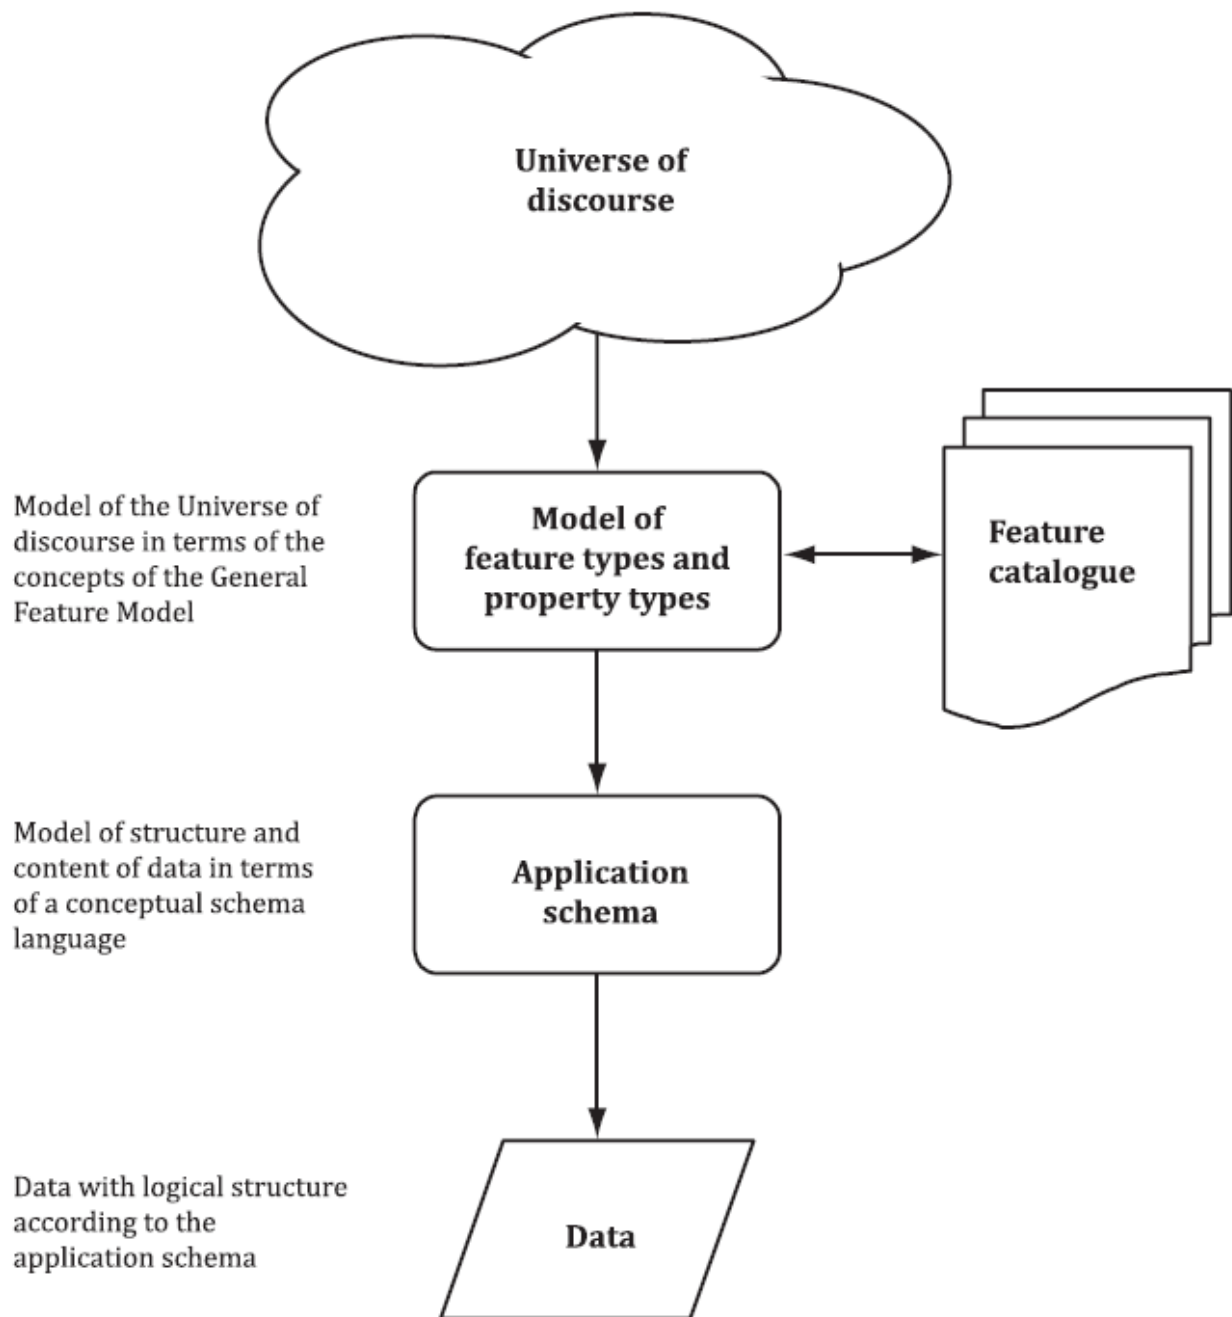 Universe of
discourse
Model of the Universe of
discourse in terms of the
concepts of the General
Feature Model
Model of
feature types and
property types
Feature
catalogue
Model of structure and
content of data in terms
of a conceptual schema
language
Application
schema
Data with logical structure
according to the
application schema
Data